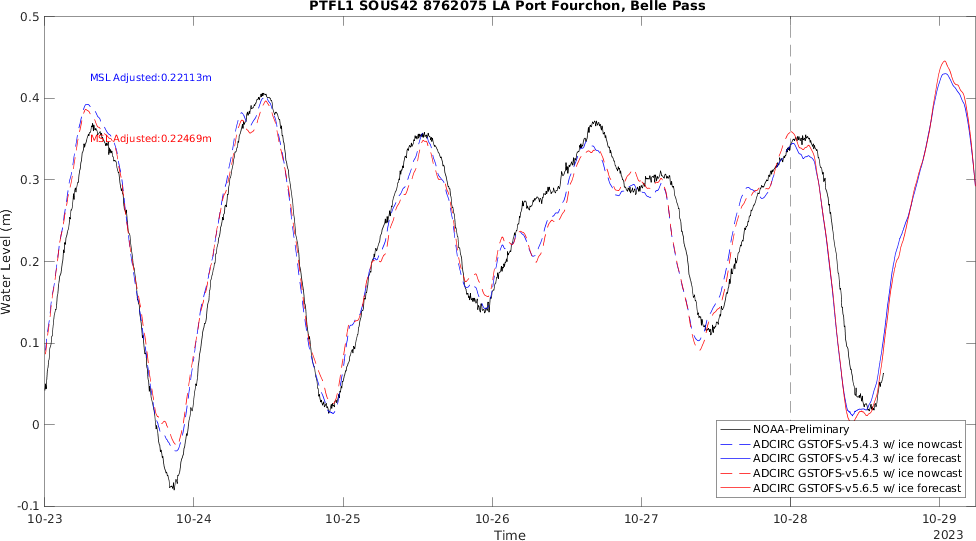 PTFL1 SOUS42 8762075 LA Port Fourchon, Belle Pass
0.5
0.4
0.3
0.2
0.1
0
-0.1
Water Level (m)
MSL Adjusted:0.22113m
MSL Adjusted:0.22469m
NOAA-Preliminary
ADCIRC GSTOFS-v5.4.3 w/ ice nowcast
ADCIRC GSTOFS-v5.4.3 w/ ice forecast
ADCIRC GSTOFS-v5.6.5 w/ ice nowcast
ADCIRC GSTOFS-v5.6.5 w/ ice forecast
10-23 10-24 10-25 10-26 10-27 10-28 10-29
Time
2023